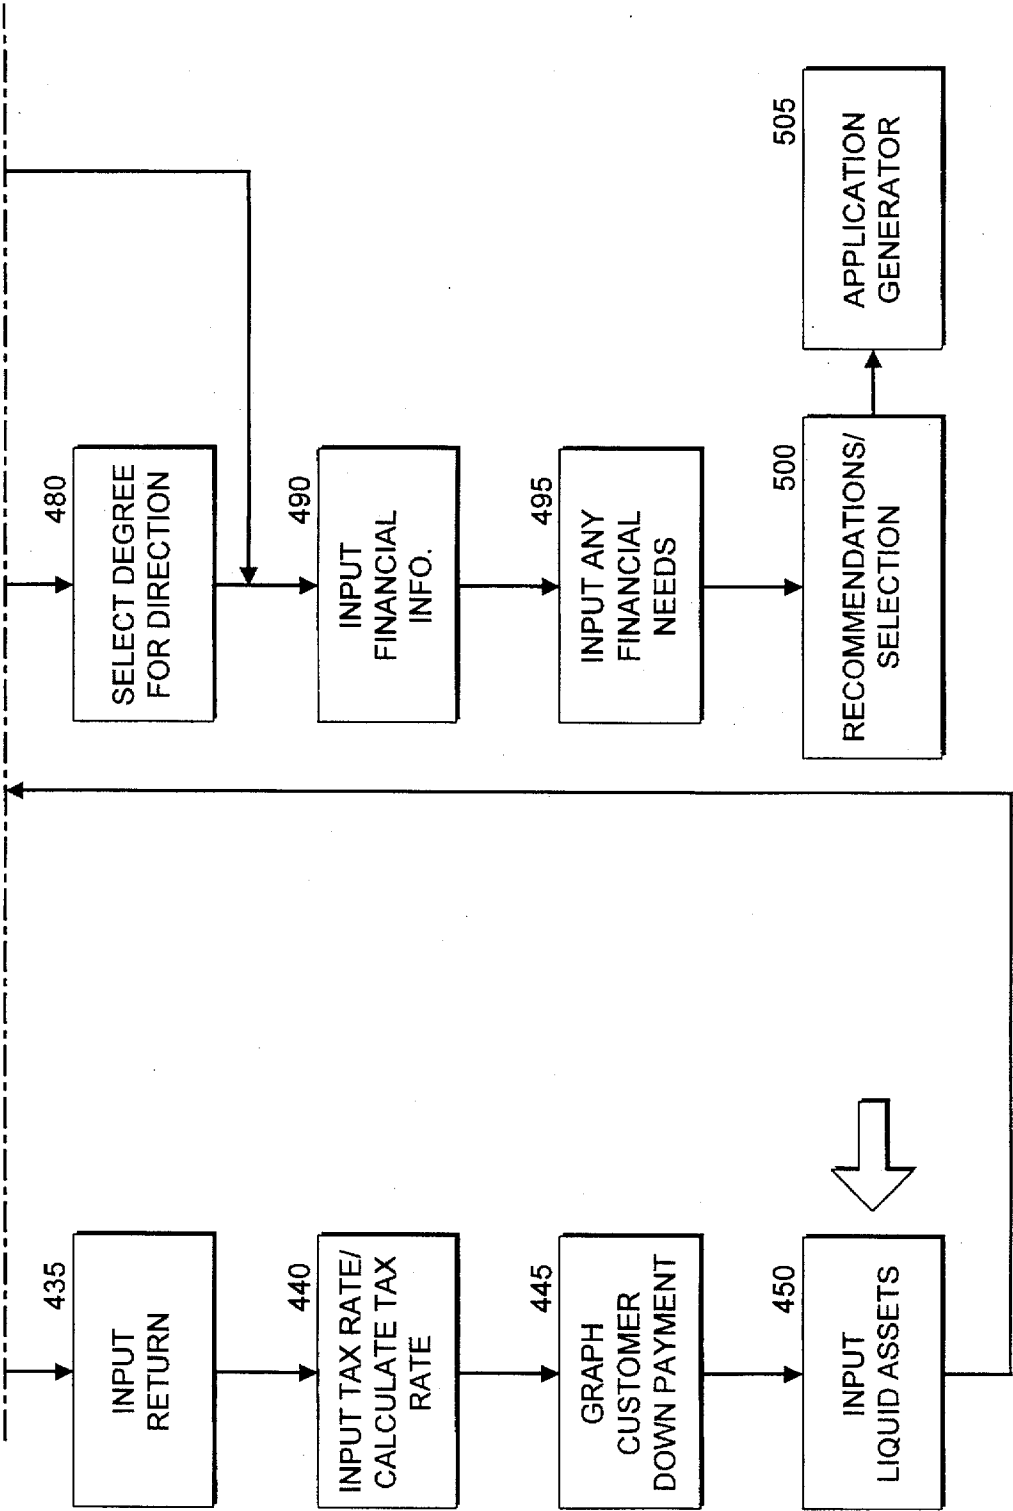 435
INPUT
RETURN
440
INPUT TAX RATE/
CALCULATE TAX
RATE
445
GRAPH
CUSTOMER
DOWN PAYMENT
450
INPUT
LIQUID ASSETS
480
SELECT DEGREE
FOR DIRECTION
490
INPUT
FINANCIAL
INFO.
495
INPUT ANY
FINANCIAL
NEEDS
500
RECOMMENDATIONS/
SELECTION
505
APPLICATION
GENERATOR